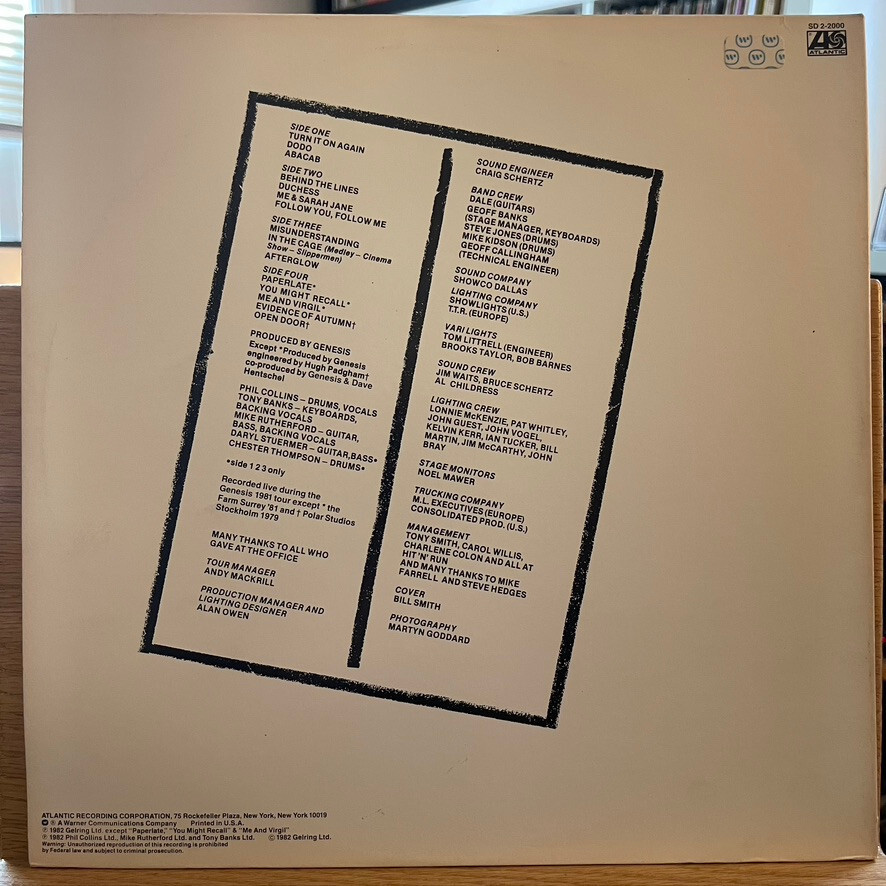 SD 2-2000
ATLANTIC
SIDE ONE
TURN IT ON AGAIN
DODO
ABACAB
SIDE TWO
BEHIND THE LINES
DUCHESS
ME & SARAH JANE
FOLLOW YOU, FOLLOW ME
SIDE THREE
MISUNDERSTANDING
IN THE CAGE (Medley – Cinema
Show – Slippermen)
AFTERGLOW
SIDE FOUR
PAPERLATE*
YOU MIGHT RECALL*
ME AND VIRGIL*
EVIDENCE OF AUTUMN†
OPEN DOOR†
PRODUCED BY GENESIS
Except *Produced by Genesis
engineered by Hugh Padgham†
co-produced by Genesis & Dave
Hentschel
PHIL COLLINS – DRUMS, VOCALS
TONY BANKS – KEYBOARDS,
BACKING VOCALS
MIKE RUTHERFORD – GUITAR,
BASS, BACKING VOCALS
DARYL STUERMER – GUITAR, BASS•
CHESTER THOMPSON – DRUMS•
•side 1 2 3 only
Recorded live during the
Genesis 1981 tour except * the
Farm Surrey '81 and † Polar Studios
Stockholm 1979
MANY THANKS TO ALL WHO
GAVE AT THE OFFICE
TOUR MANAGER
ANDY MACKRILL
PRODUCTION MANAGER AND
LIGHTING DESIGNER
ALAN OWEN
SOUND ENGINEER
CRAIG SCHERTZ
BAND CREW
DALE (GUITARS)
GEOFF BANKS
(STAGE MANAGER, KEYBOARDS)
STEVE JONES (DRUMS)
MIKE KIDSON (DRUMS)
GEOFF CALLINGHAM
(TECHNICAL ENGINEER)
SOUND COMPANY
SHOWCO DALLAS
LIGHTING COMPANY
SHOWLIGHTS (U.S.)
T.T.R. (EUROPE)
VARI LIGHTS
TOM LITTRELL (ENGINEER)
BROOKS TAYLOR, BOB BARNES
SOUND CREW
JIM WAITS, BRUCE SCHERTZ
AL CHILDRESS
LIGHTING CREW
LONNIE McKENZIE, PAT WHITLEY,
JOHN GUEST, JOHN VOGEL,
KELVIN KERR, IAN TUCKER, BILL
MARTIN, JIM McCARTHY, JOHN
BRAY
STAGE MONITORS
NOEL MAWER
TRUCKING COMPANY
M.L. EXECUTIVES (EUROPE)
CONSOLIDATED PROD. (U.S.)
MANAGEMENT
TONY SMITH, CAROL WILLIS,
CHARLENE COLON AND ALL AT
HIT 'N' RUN
AND MANY THANKS TO MIKE
FARRELL AND STEVE HEDGES
COVER
BILL SMITH
PHOTOGRAPHY
MARTYN GODDARD
ATLANTIC RECORDING CORPORATION, 75 Rockefeller Plaza, New York, New York 10019
A Warner Communications Company Printed in U.S.A.
℗ 1982 Gelring Ltd. except "Paperlate," "You Might Recall" & "Me And Virgil"
℗ 1982 Phil Collins Ltd., Mike Rutherford Ltd. and Tony Banks Ltd. © 1982 Gelring Ltd.
Warning: Unauthorized reproduction of this recording is prohibited
by Federal law and subject to criminal prosecution.